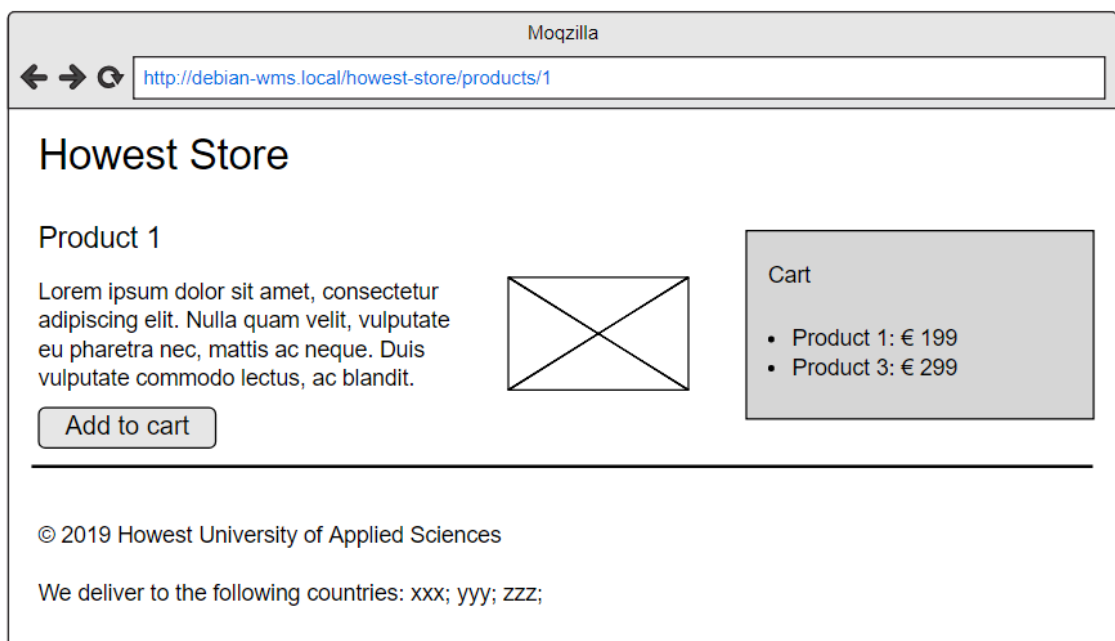 Moqzilla
http://debian-wms.local/howest-store/products/1
Howest Store
Product 1
Lorem ipsum dolor sit amet, consectetur
adipiscing elit. Nulla quam velit, vulputate
eu pharetra nec, mattis ac neque. Duis
vulputate commodo lectus, ac blandit.
Add to cart
Cart
• Product 1: € 199
• Product 3: € 299
© 2019 Howest University of Applied Sciences
We deliver to the following countries: xxx; yyy; zzz;